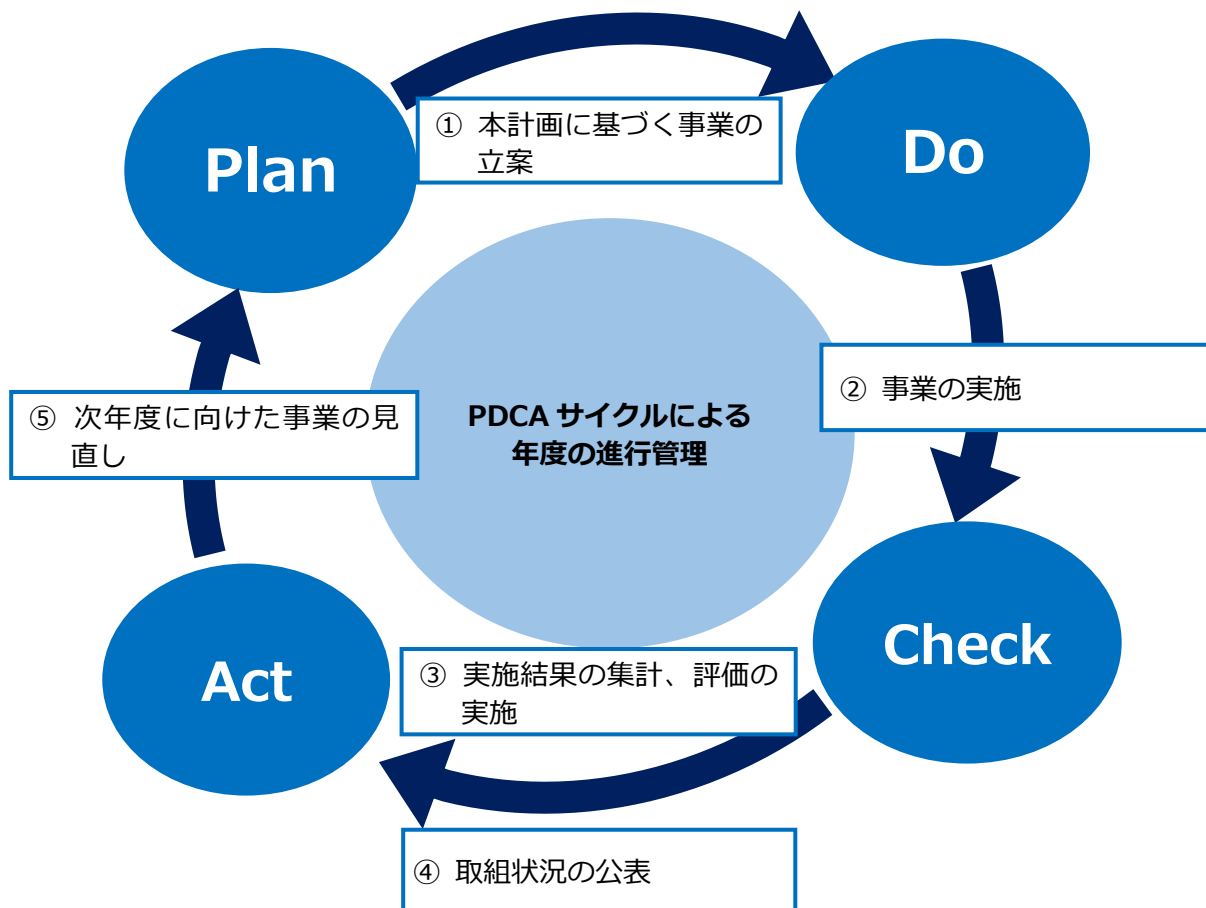 Plan
① 本計画に基づく事業の
立案
Do
② 事業の実施
PDCA サイクルによる
年度の進行管理
⑤ 次年度に向けた事業の見
直し
Check
③ 実施結果の集計、評価の
実施
Act
④ 取組状況の公表